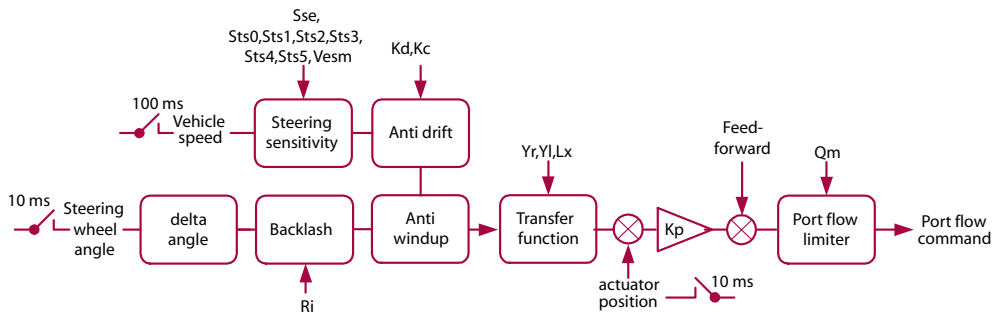 Sse,
Sts0,Sts1,Sts2,Sts3,
Sts4,Sts5,Vesm
Kd,Kc
100 ms
Vehicle
speed
Steering
sensitivity
Anti drift
Yr,Yl,Lx
Feed-
forward
Qm
10 ms
Steering
wheel
angle
delta
angle
Backlash
Anti
windup
Transfer
function
Kp
Port flow
limiter
Port flow
command
Ri
actuator
position
10 ms